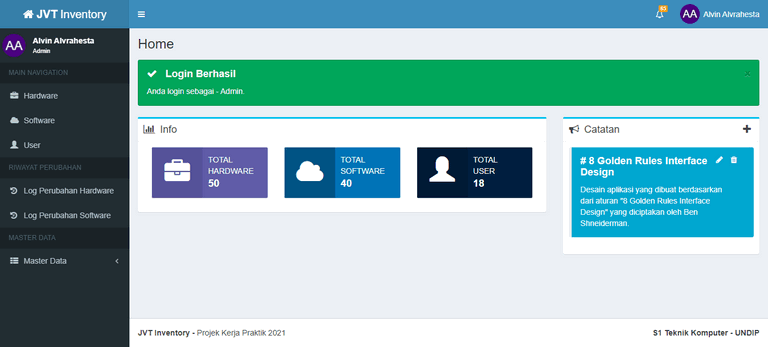 JVT Inventory
93
AA Alvin Alvrahesta
AA Alvin Alvrahesta
Admin
MAIN NAVIGATION
Hardware
Software
User
RIWAYAT PERUBAHAN
Log Perubahan Hardware
Log Perubahan Software
MASTER DATA
Master Data
Home
Login Berhasil
Anda login sebagai - Admin.
Info
TOTAL
HARDWARE
50
TOTAL
SOFTWARE
40
TOTAL
USER
18
Catatan
# 8 Golden Rules Interface
Design
Desain aplikasi yang dibuat berdasarkan
dari aturan "8 Golden Rules Interface
Design" yang diciptakan oleh Ben
Shneiderman.
JVT Inventory - Projek Kerja Praktik 2021
S1 Teknik Komputer - UNDIP